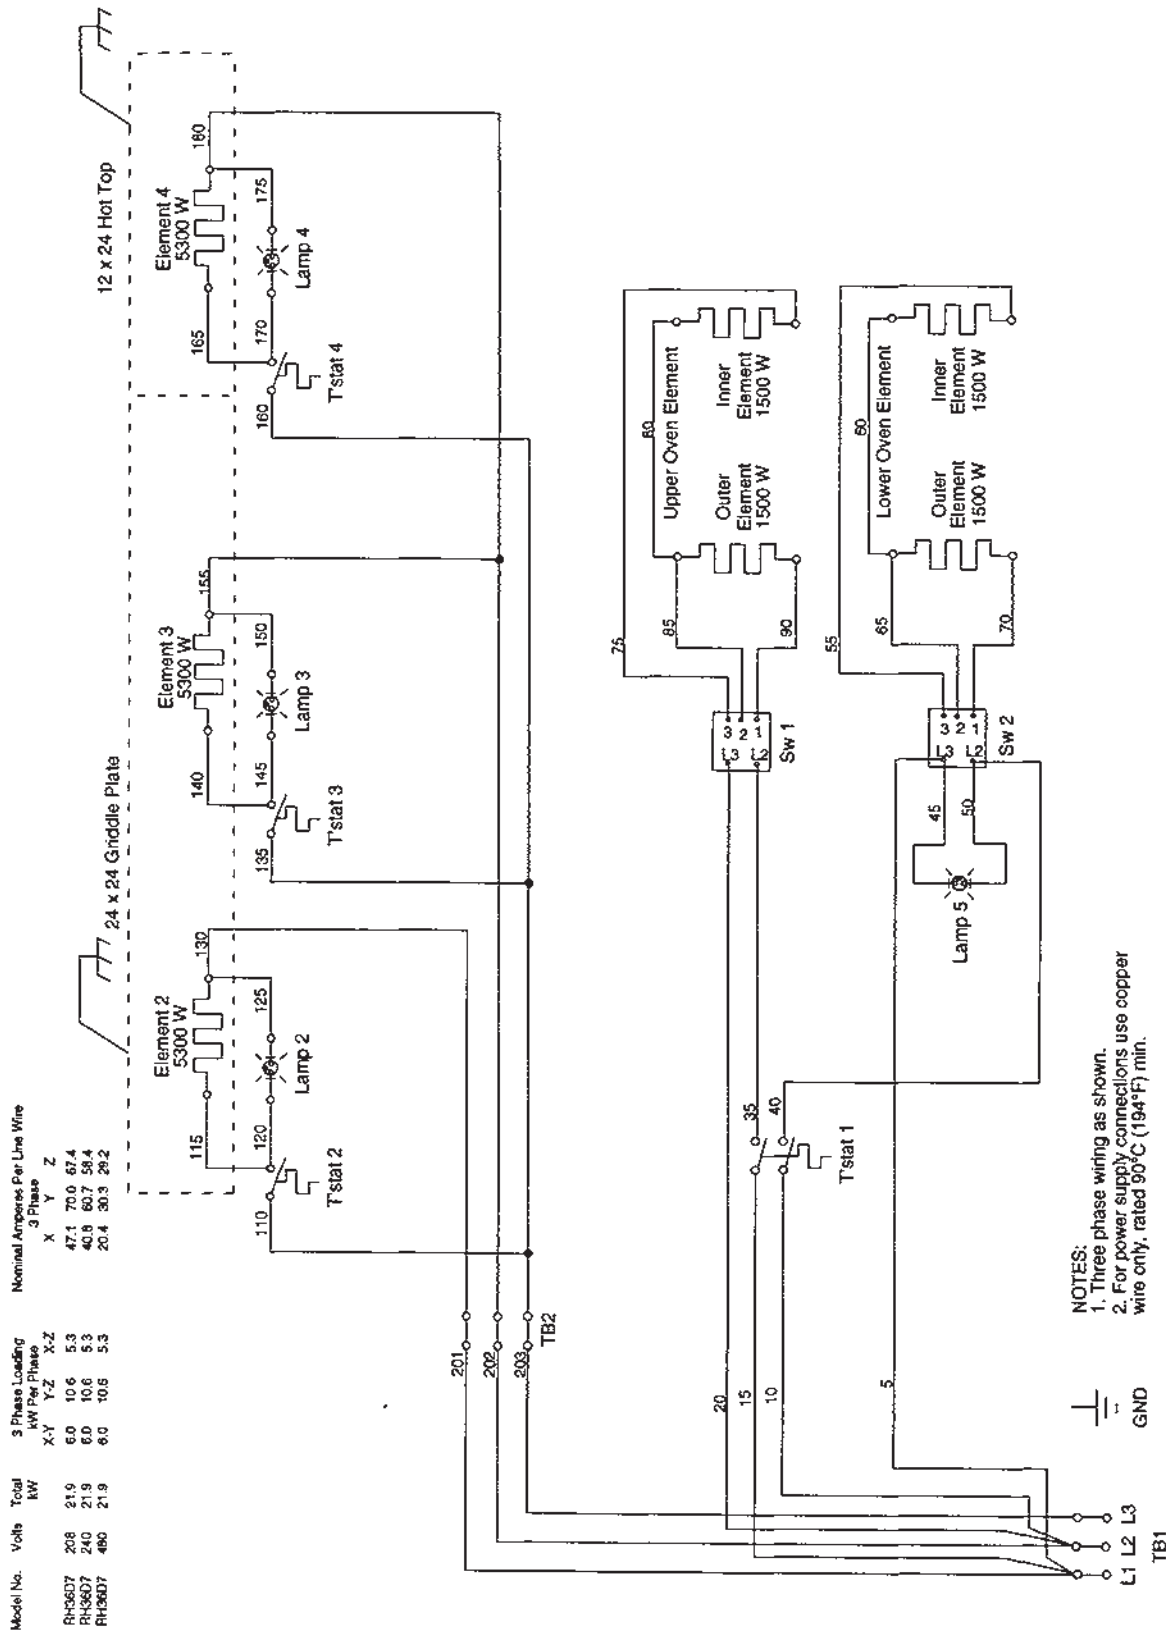 Model No. Volts Total kW 3 Phase Loading kW Per Phase Nominal Amperes Per Line Wire 3 Phase
X-Y Y-Z X-Z X Y Z
RH36D7 208 21.9 6.0 10.6 5.3 47.1 70.0 67.4
RH36D7 240 21.9 6.0 10.6 5.3 40.8 60.7 58.4
RH36D7 480 21.9 6.0 10.6 5.3 20.4 30.3 29.2
24 x 24 Griddle Plate
12 x 24 Hot Top
Element 2
5300 W
115
130
120
125
110
Lamp 2
T'stat 2
Element 3
5300 W
140
155
145
150
135
Lamp 3
T'stat 3
Element 4
5300 W
165
180
170
175
160
Lamp 4
T'stat 4
201
202
203
TB2
75
80
Upper Oven Element
85
90
Outer
Element
1500 W
Inner
Element
1500 W
3
2
1
L3
L2
Sw 1
20
15
10
35
40
T'stat 1
55
60
Lower Oven Element
65
70
Outer
Element
1500 W
Inner
Element
1500 W
3
2
1
L3
L2
Sw 2
45
50
Lamp 5
5
L1 L2 L3
TB1
GND
NOTES:
1. Three phase wiring as shown.
2. For power supply connections use copper
wire only, rated 90°C (194°F) min.